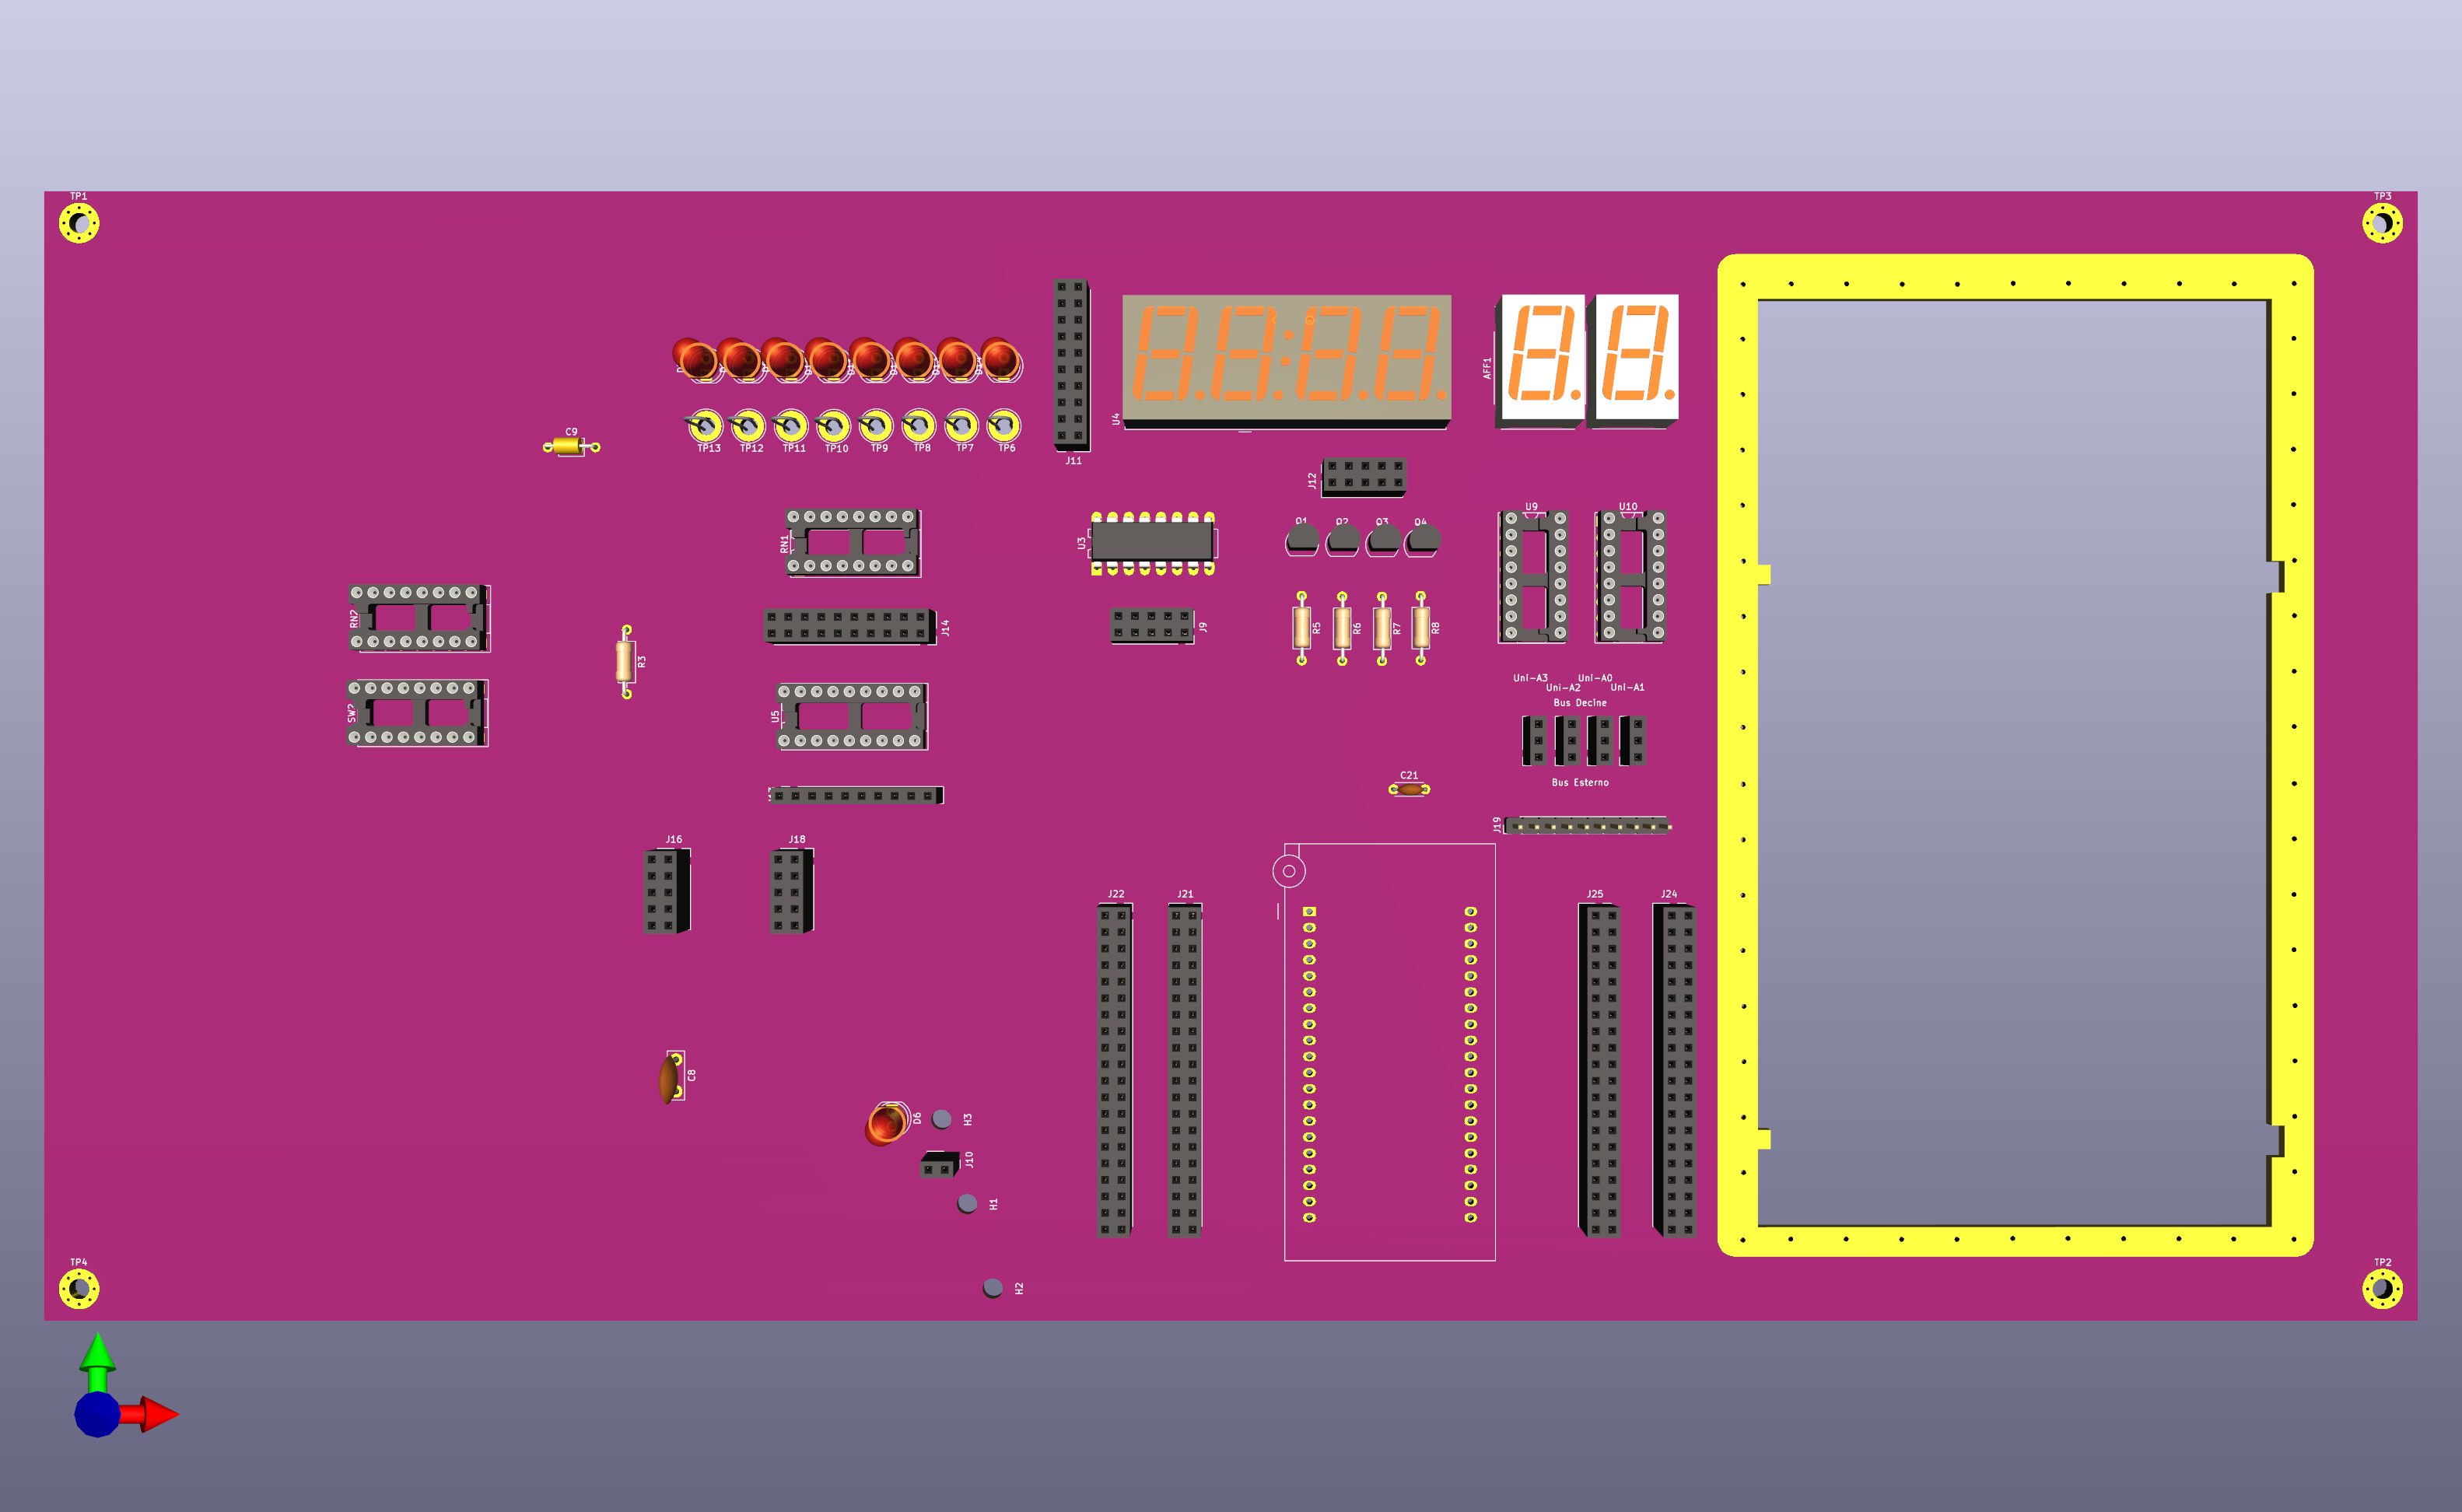 TP1
TP3
AFF1
U4
C9
TP13
TP12
TP11
TP10
TP9
TP8
TP7
TP6
J11
J12
RN1
U3
Q1
Q2
Q3
Q4
U9
U10
RN2
R3
J14
J9
R5
R6
R7
R8
Uni-A3
Uni-A2
Uni-A0
Uni-A1
Bus Decine
SW2
U5
C21
Bus Esterno
J19
J16
J18
J22
J21
J25
J24
C8
D6
H3
J10
H1
TP4
H2
TP2